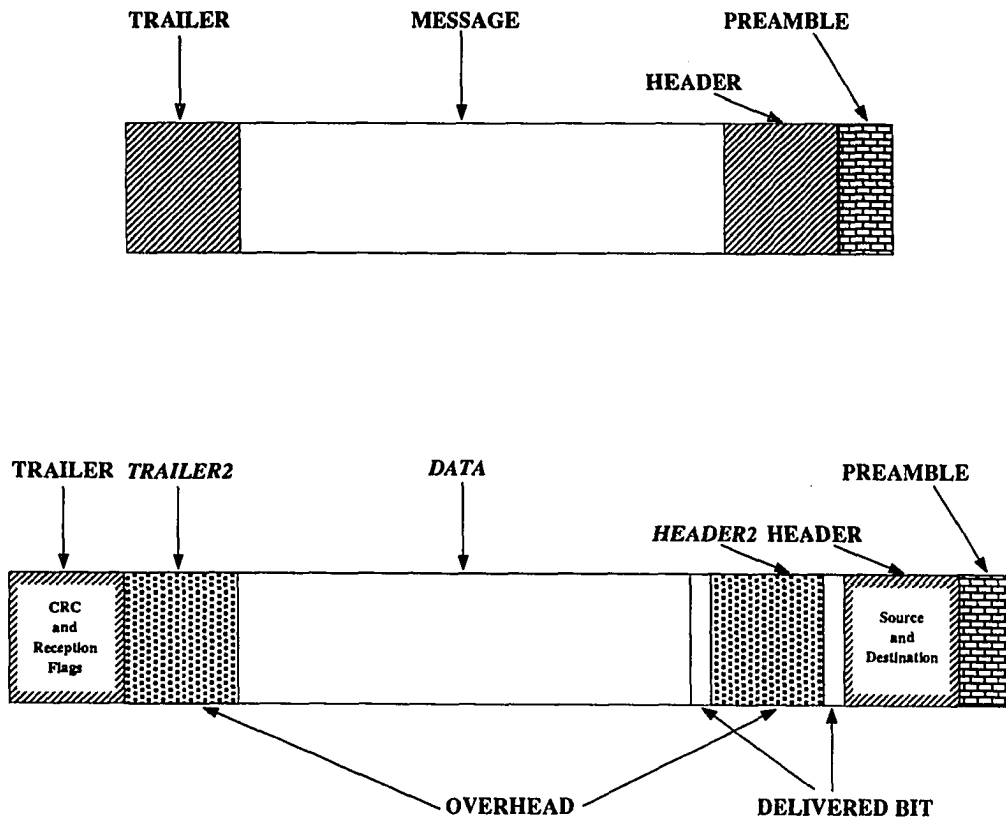 TRAILER MESSAGE PREAMBLE
HEADER
TRAILER TRAILER2 DATA PREAMBLE
HEADER2 HEADER
CRC
and
Reception
Flags
Source
and
Destination
OVERHEAD DELIVERED BIT